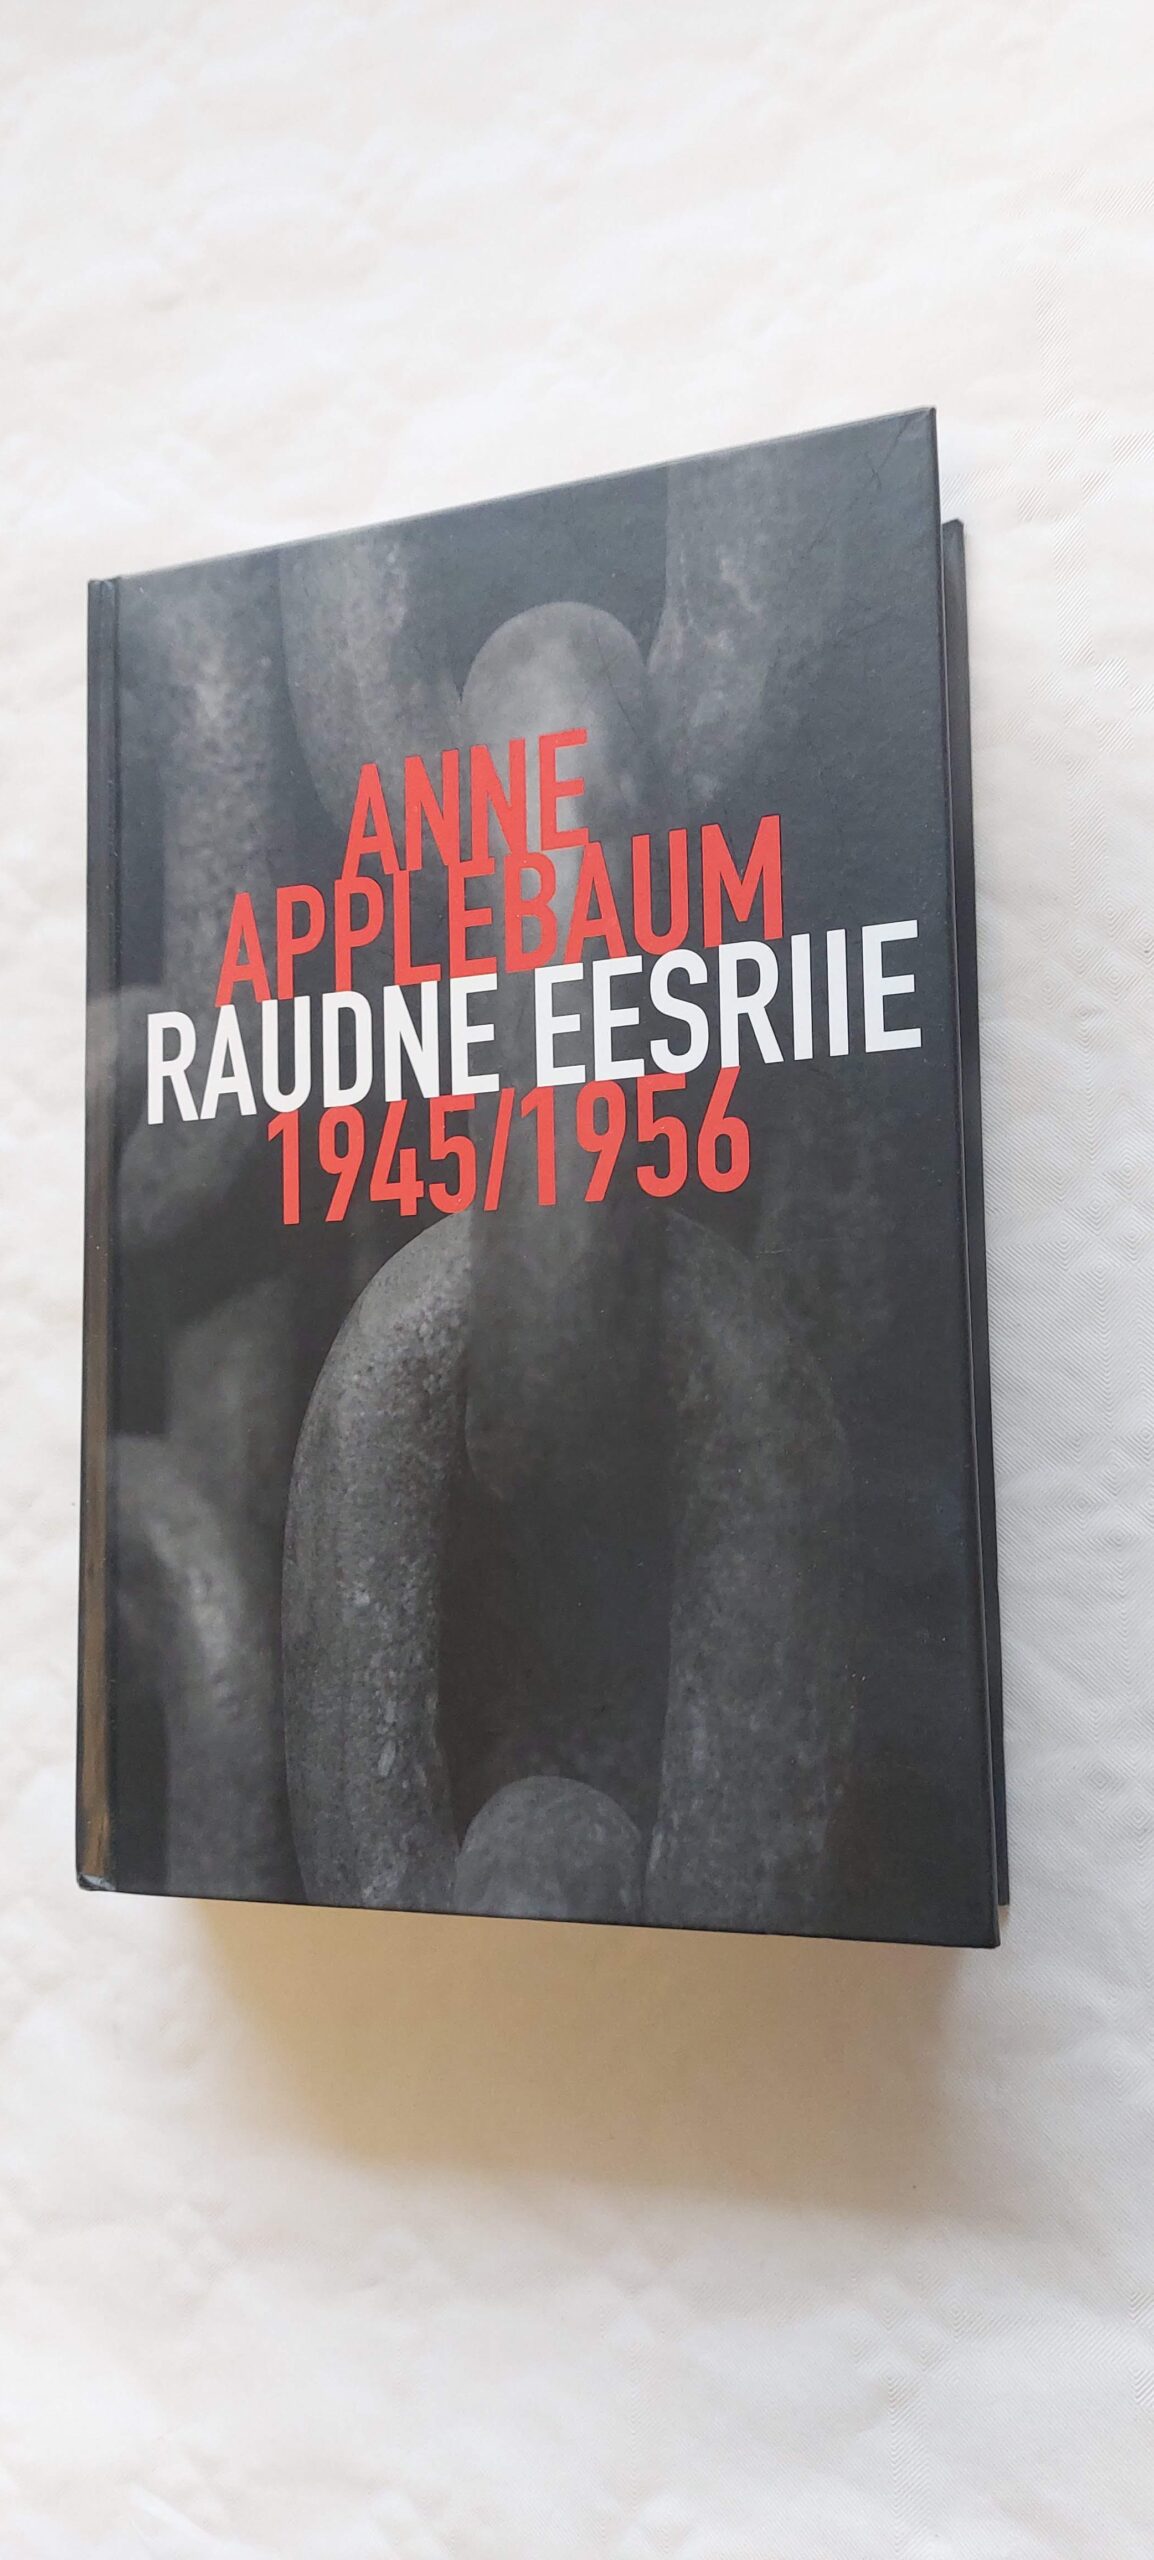 ANNE
APPLEBAUM
RAUDNE EESRIIE
1945/1956